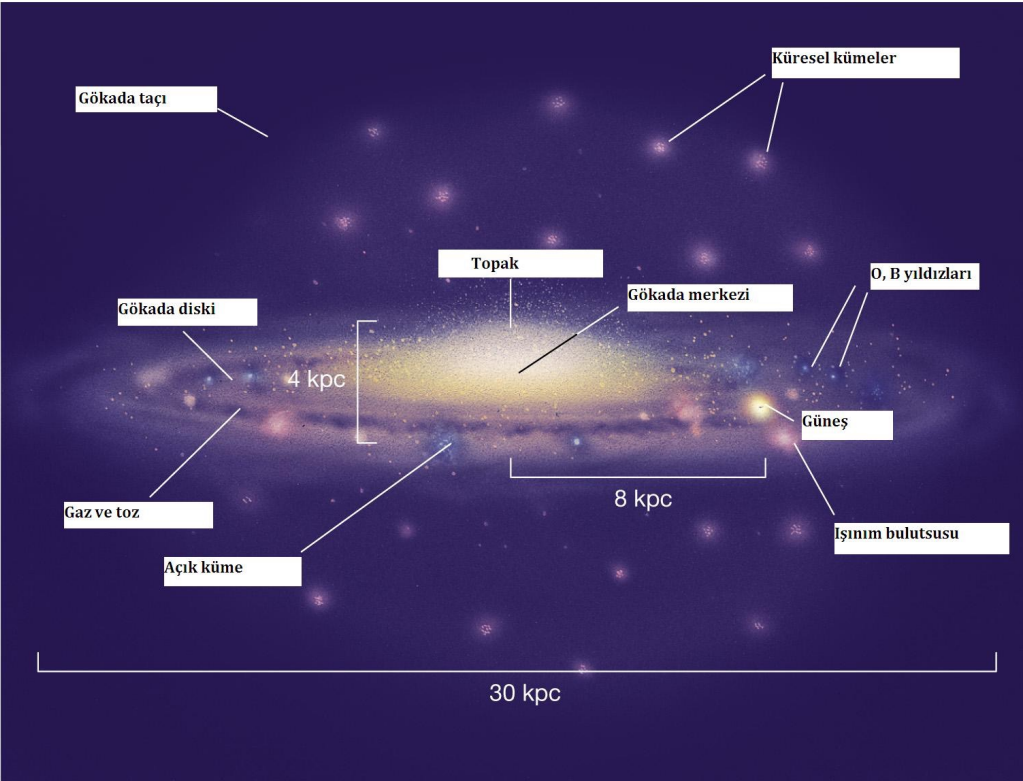 Küresel kümeler
Gökada taçı
Topak
O, B yıldızları
Gökada merkezi
Gökada diski
4 kpc
Güneş
8 kpc
Gaz ve toz
Işınım bulutsusu
Açık küme
30 kpc